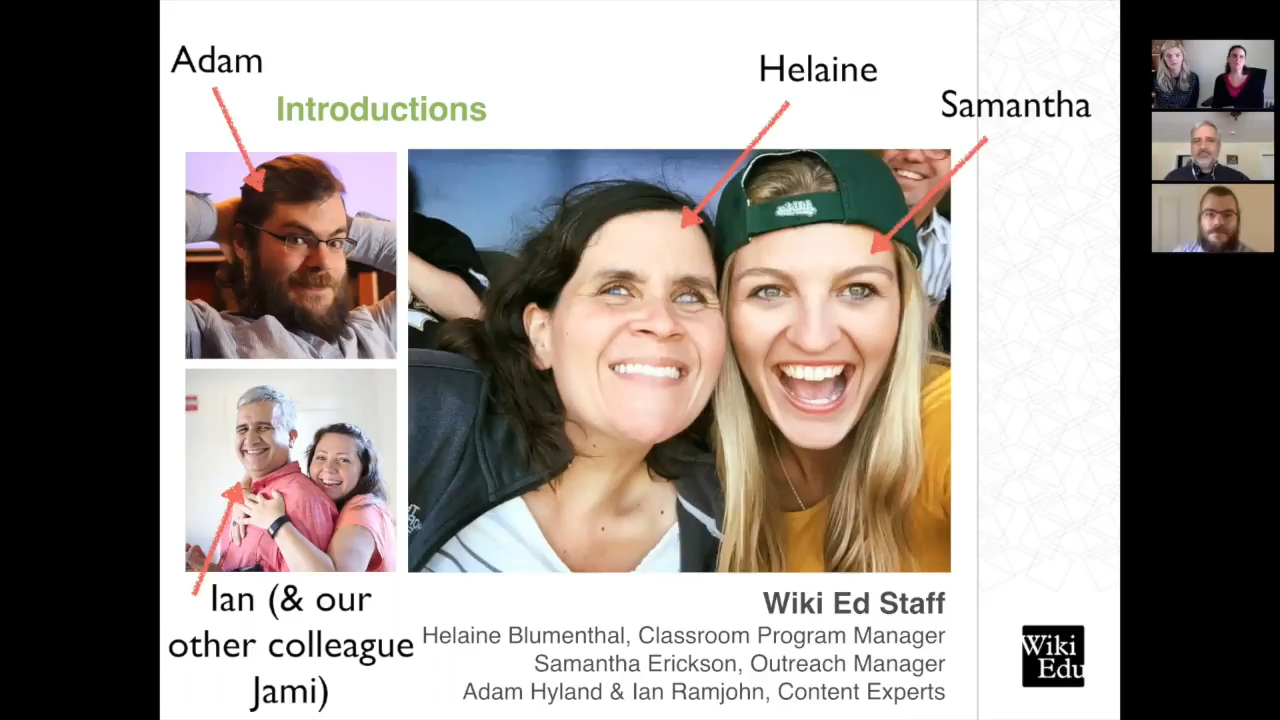 Adam
Helaine
Samantha
Introductions
Ian (& our
other colleague
Jami)
Wiki Ed Staff
Helaine Blumenthal, Classroom Program Manager
Samantha Erickson, Outreach Manager
Adam Hyland & Ian Ramjohn, Content Experts
Wiki
Edu